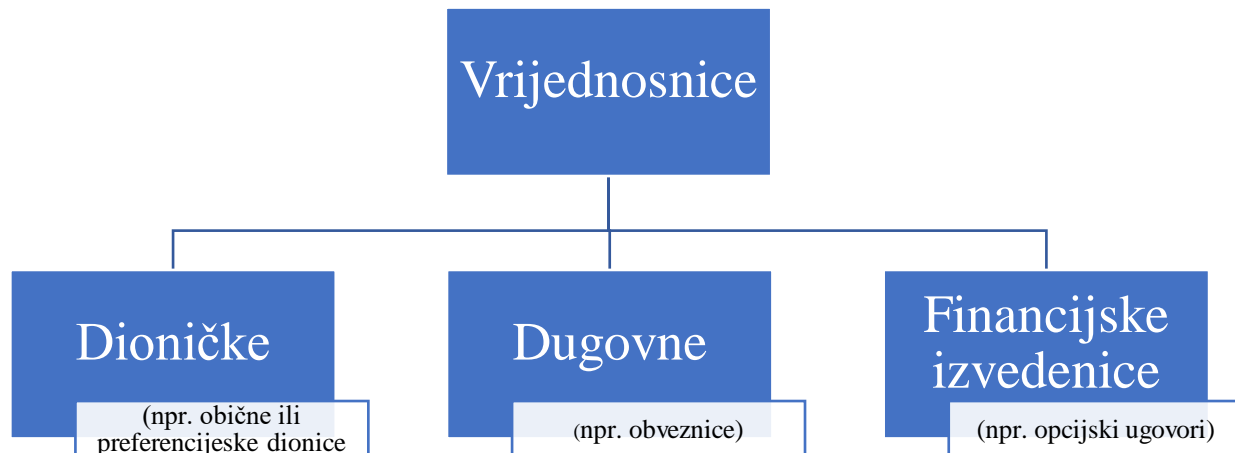 Vrijednosnice
Dioničke
(npr. obične ili
preferencijeske dionice
Dugovne
(npr. obveznice)
Financijske
izvedenice
(npr. opcijski ugovori)